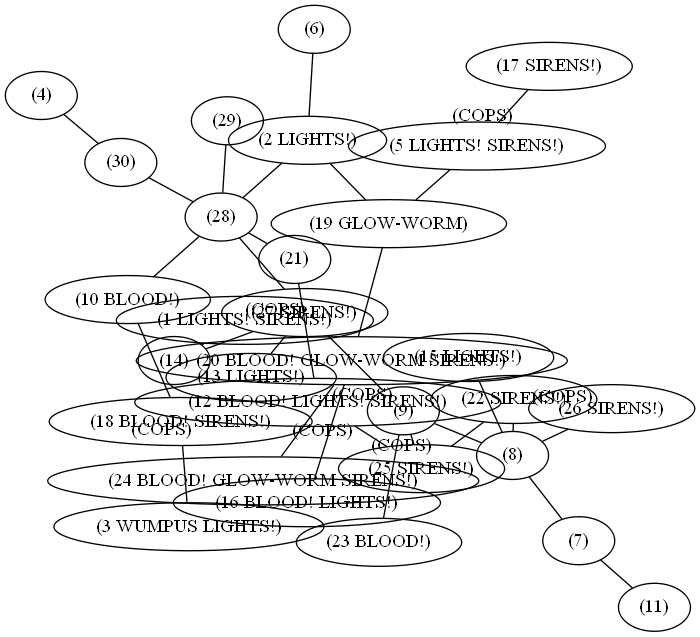 (6)
(17 SIRENS!)
(4)
(COPS)
(29)
(2 LIGHTS!)
(5 LIGHTS! SIRENS!)
(30)
(28)
(19 GLOW-WORM)
(21)
(10 BLOOD!)
(COPS)
(27 SIRENS!)
(1 LIGHTS! SIRENS!)
(15 LIGHTS!)
(14)
(20 BLOOD! GLOW-WORM SIRENS!)
(13 LIGHTS!)
(COPS)
(COPS)
(22 SIRENS!)
(12 BLOOD! LIGHTS! SIRENS!)
(9)
(26 SIRENS!)
(18 BLOOD! SIRENS!)
(COPS)
(COPS)
(COPS)
(8)
(25 SIRENS!)
(24 BLOOD! GLOW-WORM SIRENS!)
(16 BLOOD! LIGHTS!)
(3 WUMPUS LIGHTS!)
(23 BLOOD!)
(7)
(11)